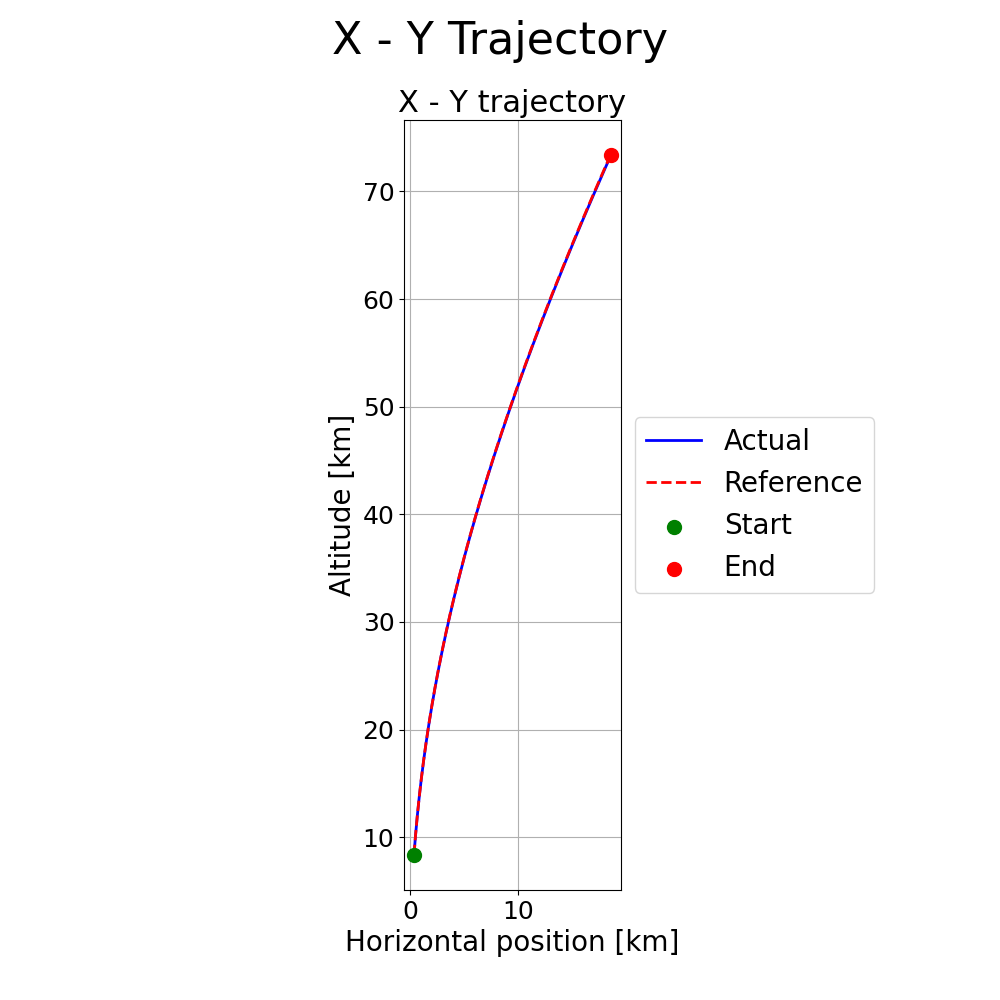 X - Y Trajectory
X - Y trajectory
70
60
50
40
30
20
10
Altitude [km]
0 10
Horizontal position [km]
Actual
Reference
Start
End